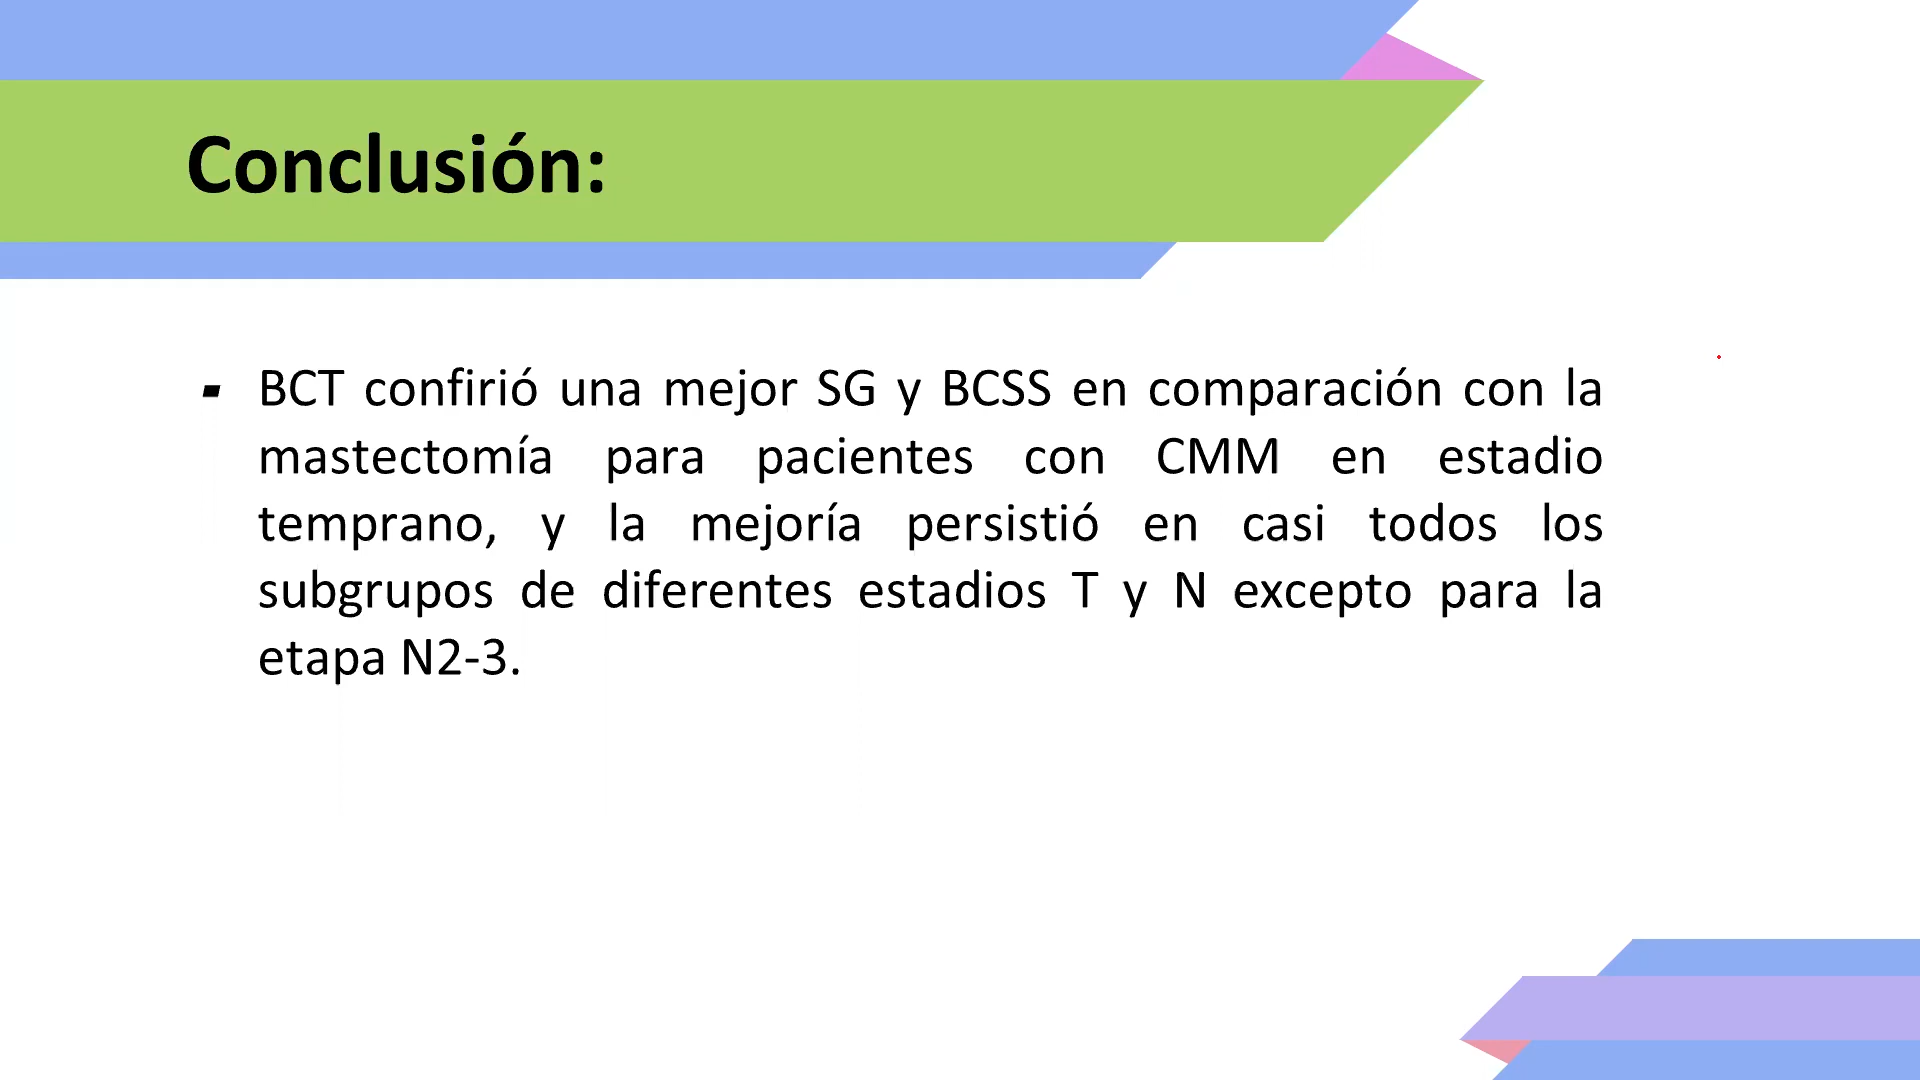 Conclusión:
BCT confirió una mejor SG y BCSS en comparación con la
mastectomía para pacientes con CMM en estadio
temprano, y la mejoría persistió en casi todos los
subgrupos de diferentes estadios T y N excepto para la
etapa N2-3.